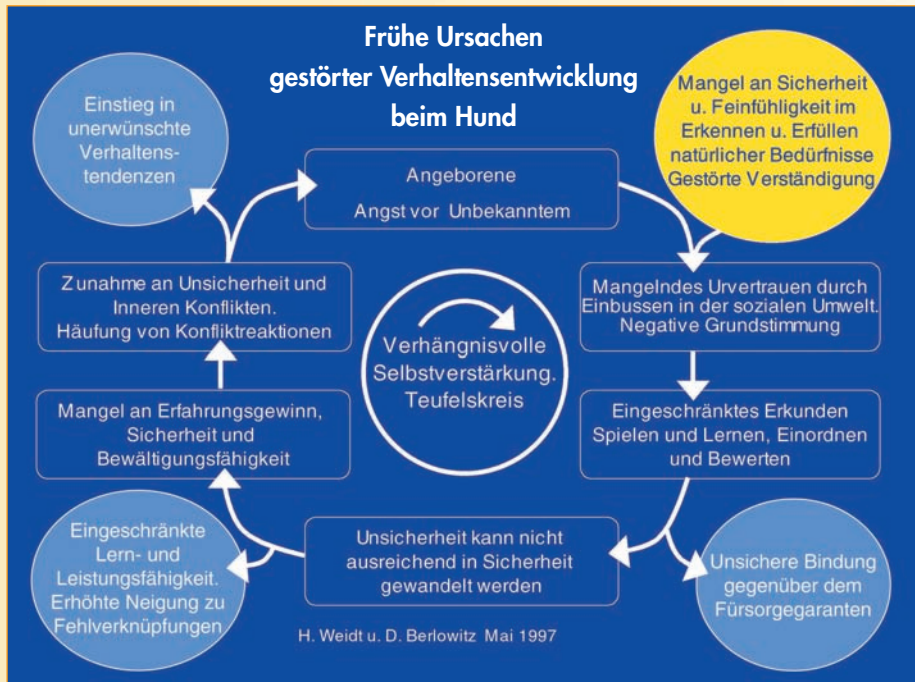 Frühe Ursachen
gestörter Verhaltensentwicklung
beim Hund
Einstieg in
unerwünschte
Verhaltens-
tendenzen
Mangel an Sicherheit
u. Feinfühligkeit im
Erkennen u. Erfüllen
natürlicher Bedürfnisse
Gestörte Verständigung
Angeborene
Angst vor Unbekanntem
Zunahme an Unsicherheit und
Inneren Konflikten.
Häufung von Konfliktreaktionen
Mangelndes Urvertrauen durch
Einbussen in der sozialen Umwelt.
Negative Grundstimmung
Verhängnisvolle
Selbstverstärkung.
Teufelskreis
Mangel an Erfahrungsgewinn,
Sicherheit und
Bewältigungsfähigkeit
Eingeschränktes Erkunden
Spielen und Lernen, Einordnen
und Bewerten
Eingeschränkte
Lern- und
Leistungsfähigkeit.
Erhöhte Neigung zu
Fehlverknüpfungen
Unsicherheit kann nicht
ausreichend in Sicherheit
gewandelt werden
Unsichere Bindung
gegenüber dem
Fürsorgegaranten
H. Weidt u. D. Berlowitz Mai 1997